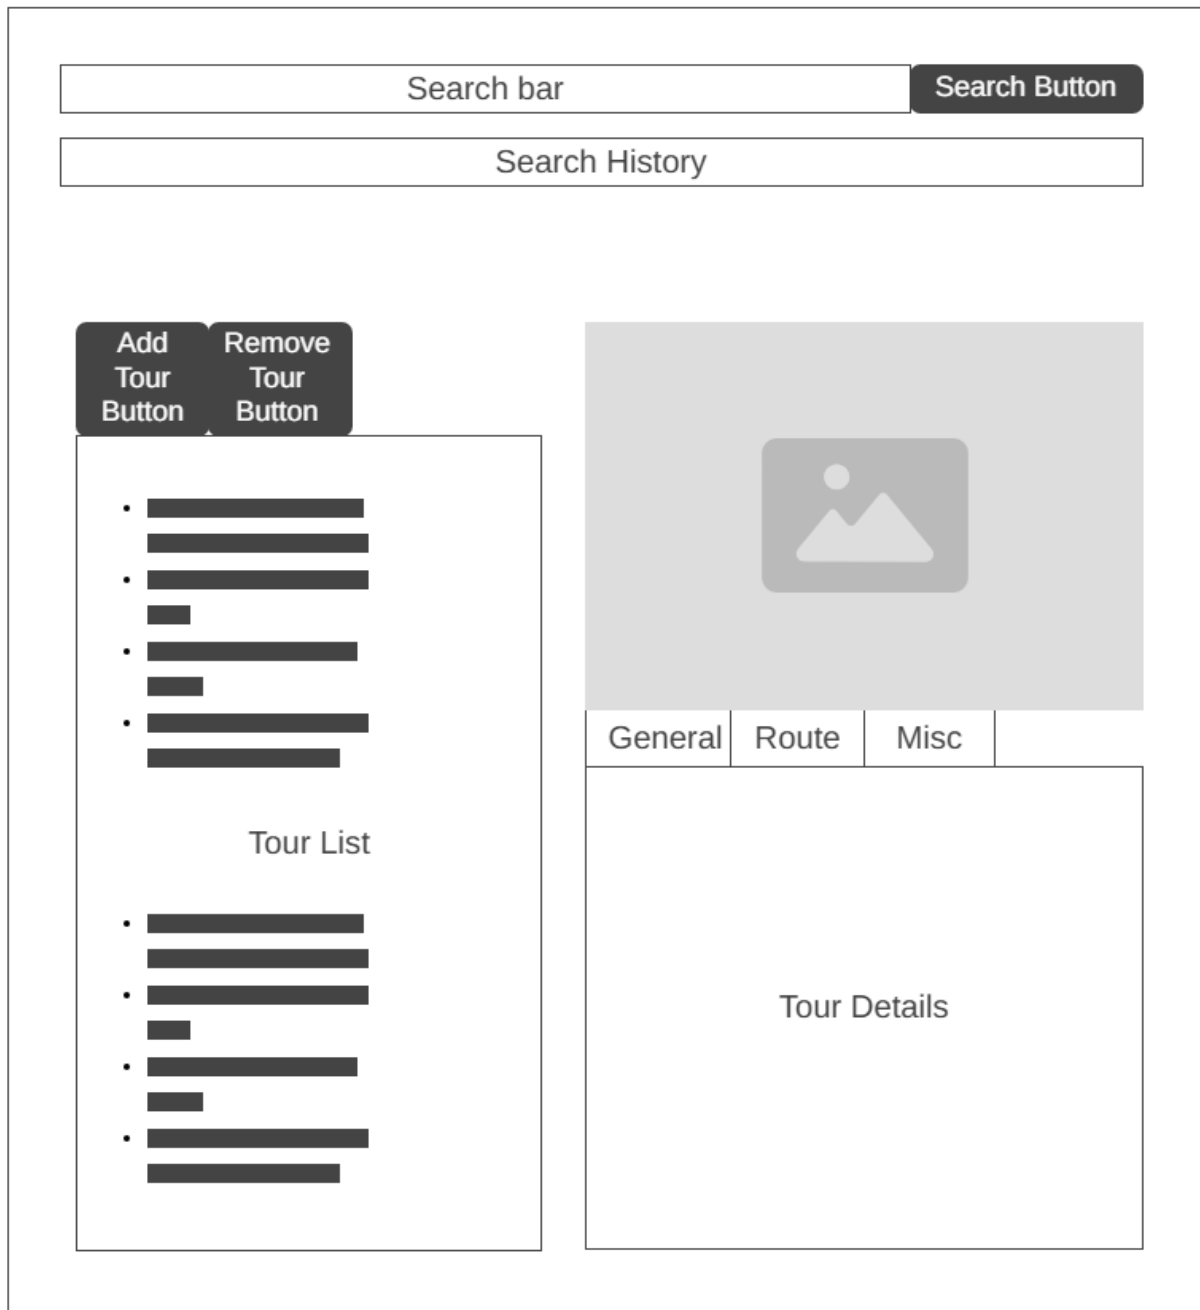 Search bar
Search Button
Search History
Add
Tour
Button
Remove
Tour
Button
Tour List
General
Route
Misc
Tour Details